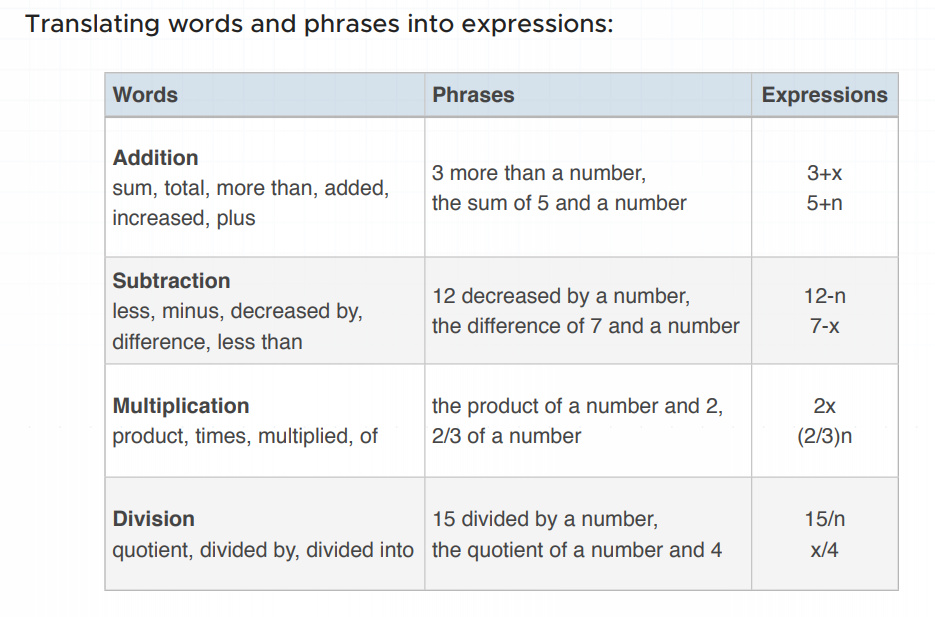 Translating words and phrases into expressions:
Words Phrases Expressions
Addition
sum, total, more than, added,
increased, plus
3 more than a number,
the sum of 5 and a number
3+x
5+n
Subtraction
less, minus, decreased by,
difference, less than
12 decreased by a number,
the difference of 7 and a number
12-n
7-x
Multiplication
product, times, multiplied, of
the product of a number and 2,
2/3 of a number
2x
(2/3)n
Division
quotient, divided by, divided into
15 divided by a number,
the quotient of a number and 4
15/n
x/4